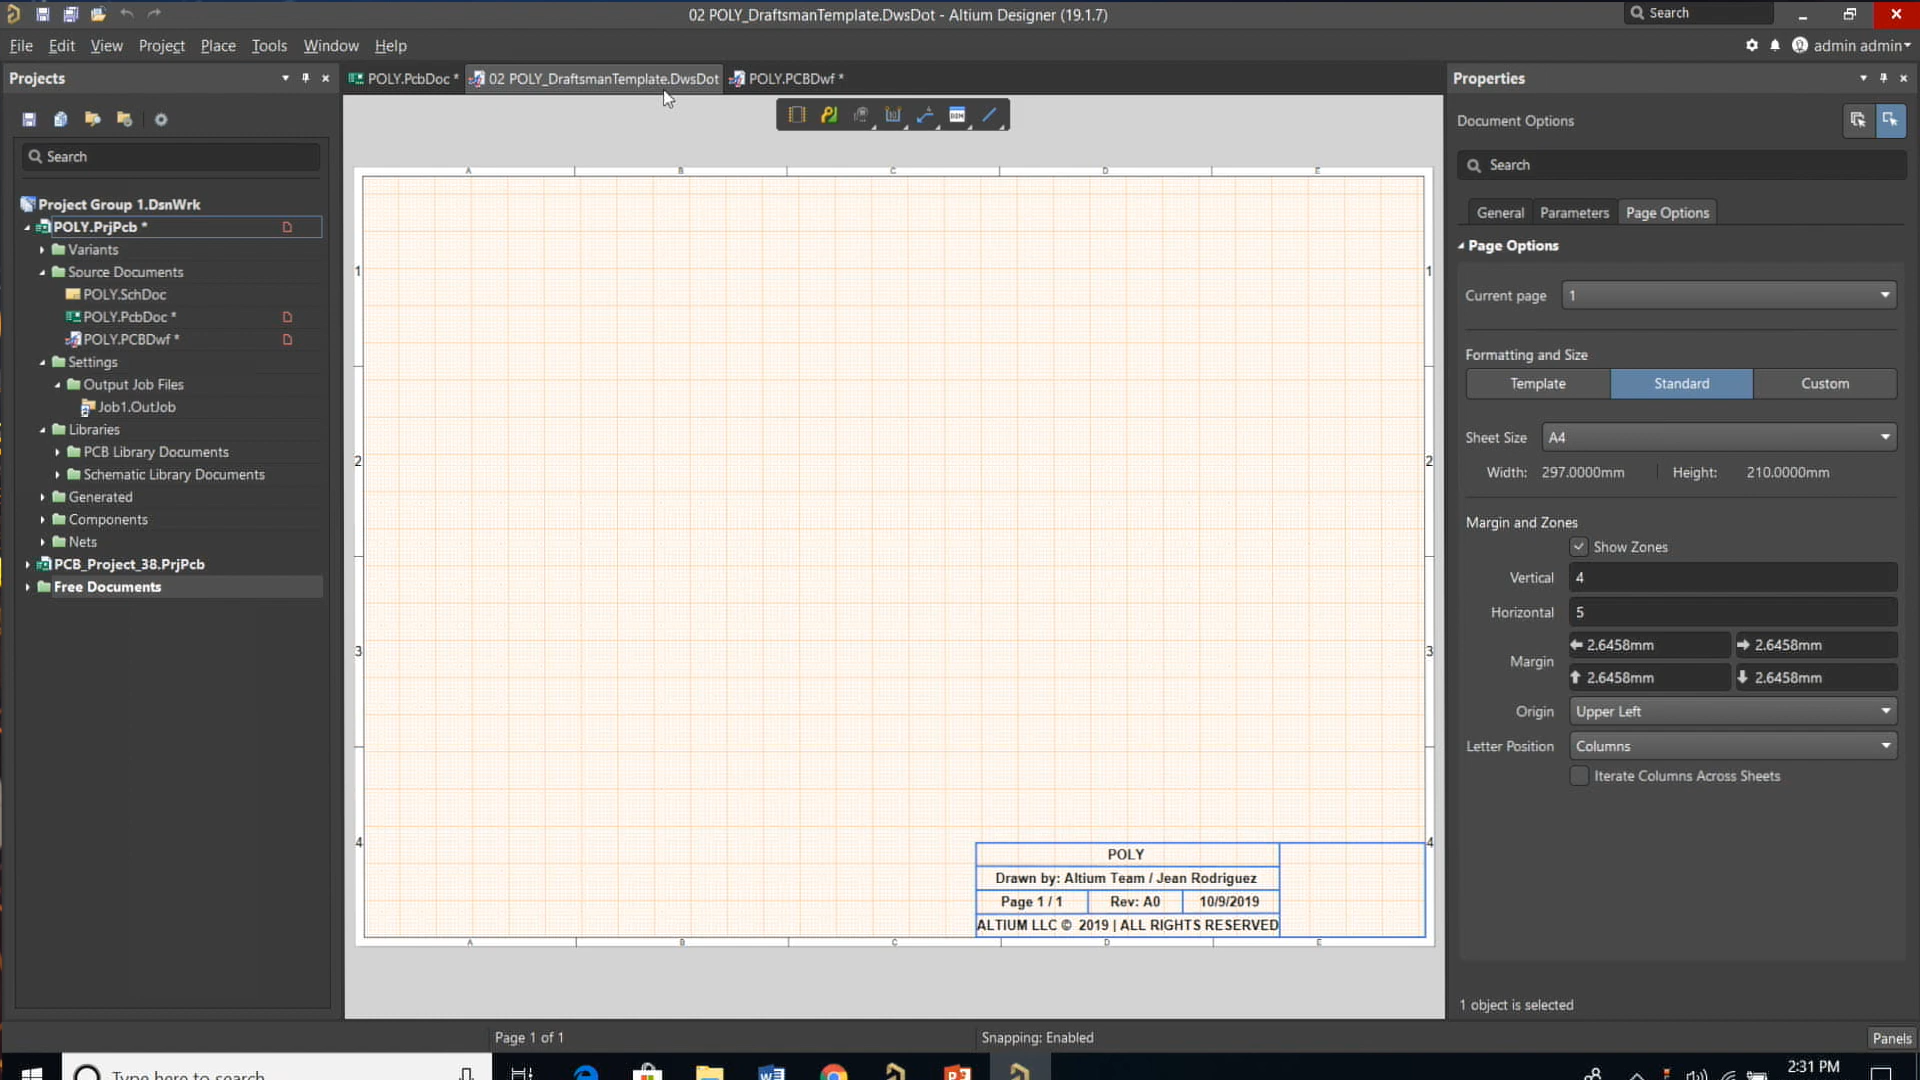 02 POLY_DraftsmanTemplate.DwsDot - Altium Designer (19.1.7)
Search
File Edit View Project Place Tools Window Help
admin admin
Projects
POLY.PcbDoc *
02 POLY_DraftsmanTemplate.DwsDot
POLY.PCBDwf *
Properties
Search
Project Group 1.DsnWrk
POLY.PrjPcb *
Variants
Source Documents
POLY.SchDoc
POLY.PcbDoc *
POLY.PCBDwf *
Settings
Output Job Files
Job1.OutJob
Libraries
PCB Library Documents
Schematic Library Documents
Generated
Components
Nets
PCB_Project_38.PrjPcb
Free Documents
A B C D E
1 1
2 2
3 3
4 4
POLY
Drawn by: Altium Team / Jean Rodriguez
Page 1 / 1 Rev: A0 10/9/2019
ALTIUM LLC © 2019 | ALL RIGHTS RESERVED
A B C D E
Document Options
Search
General Parameters Page Options
Page Options
Current page 1
Formatting and Size
Template Standard Custom
Sheet Size A4
Width: 297.0000mm Height: 210.0000mm
Margin and Zones
Show Zones
Vertical 4
Horizontal 5
2.6458mm 2.6458mm
Margin
2.6458mm 2.6458mm
Origin Upper Left
Letter Position Columns
Iterate Columns Across Sheets
1 object is selected
Page 1 of 1 Snapping: Enabled Panels
Type here to search
2:31 PM